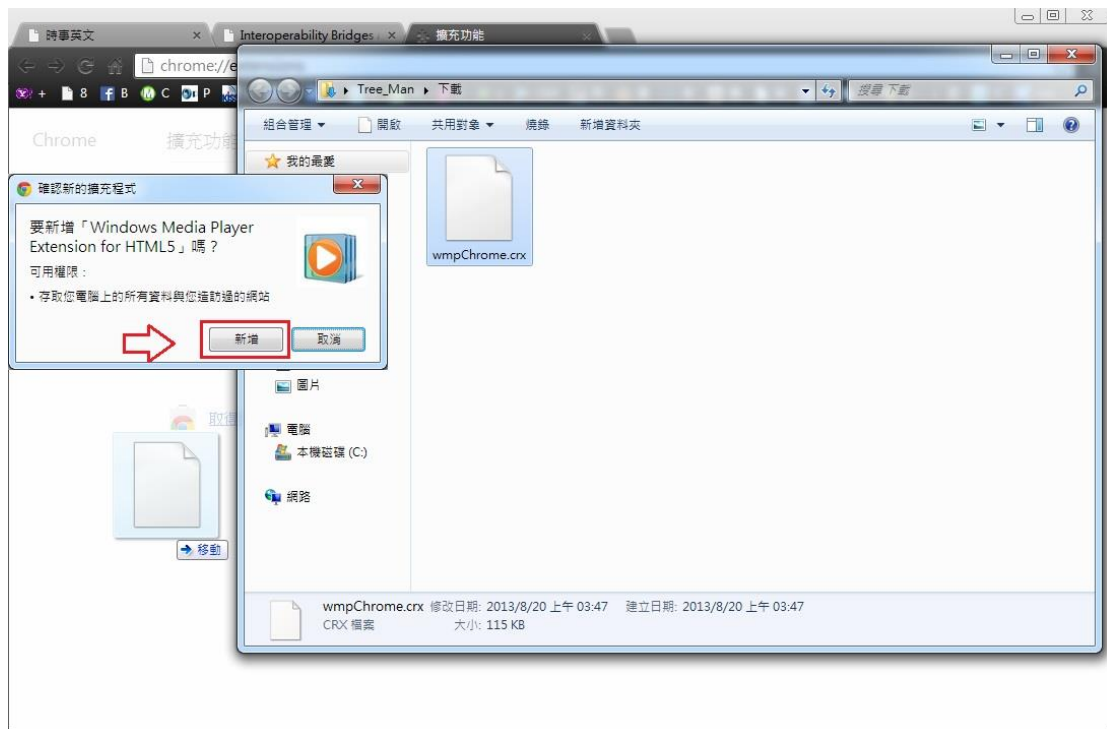 時事英文
Interoperability Bridges
擴充功能
chrome://e
+ 8 B C P
Tree_Man 下載
搜尋 下載
組合管理 開啟 共用對象 燒錄 新增資料夾
Chrome 擴充功能
我的最愛
確認新的擴充程式
要新增「Windows Media Player
Extension for HTML5」嗎?
可用權限:
• 存取您電腦上的所有資料與您造訪過的網站
新增 取消
wmpChrome.crx
圖片
取得
電腦
本機磁碟 (C:)
網路
移動
wmpChrome.crx 修改日期: 2013/8/20 上午 03:47 建立日期: 2013/8/20 上午 03:47
CRX 檔案 大小: 115 KB